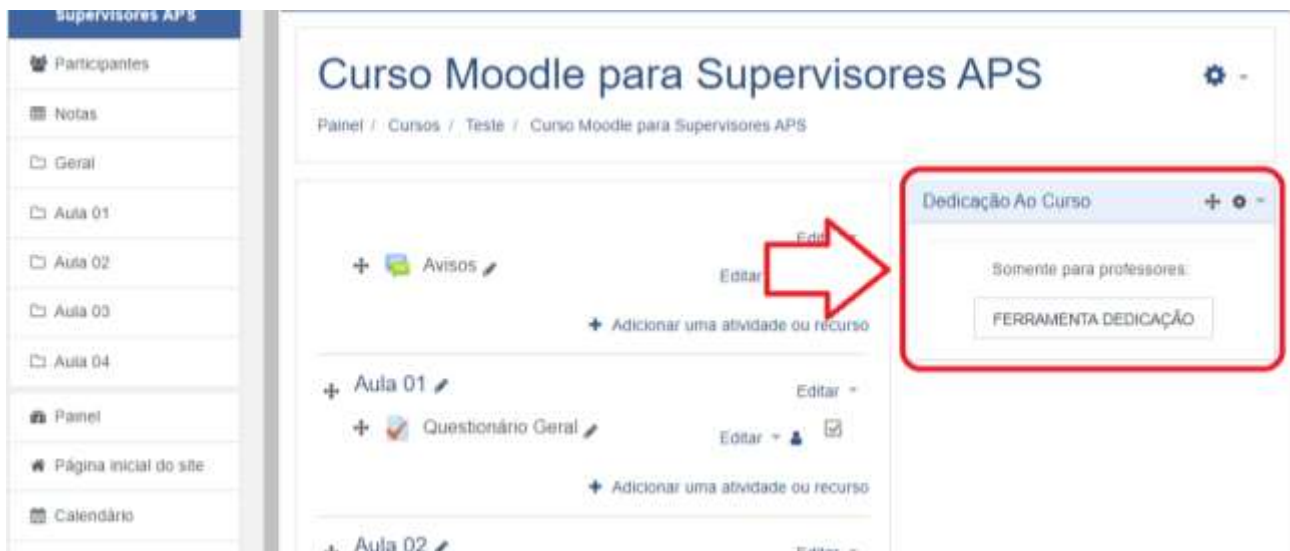 Supervisores APS
Participantes
Notas
Geral
Aula 01
Aula 02
Aula 03
Aula 04
Painel
Página inicial do site
Calendário
Curso Moodle para Supervisores APS
Painel / Cursos / Teste / Curso Moodle para Supervisores APS
Editar
Avisos
Editar
Adicionar uma atividade ou recurso
Aula 01
Editar
Questionário Geral
Editar
Adicionar uma atividade ou recurso
Aula 02
Editar
Dedicação Ao Curso
Somente para professores:
FERRAMENTA DEDICAÇÃO